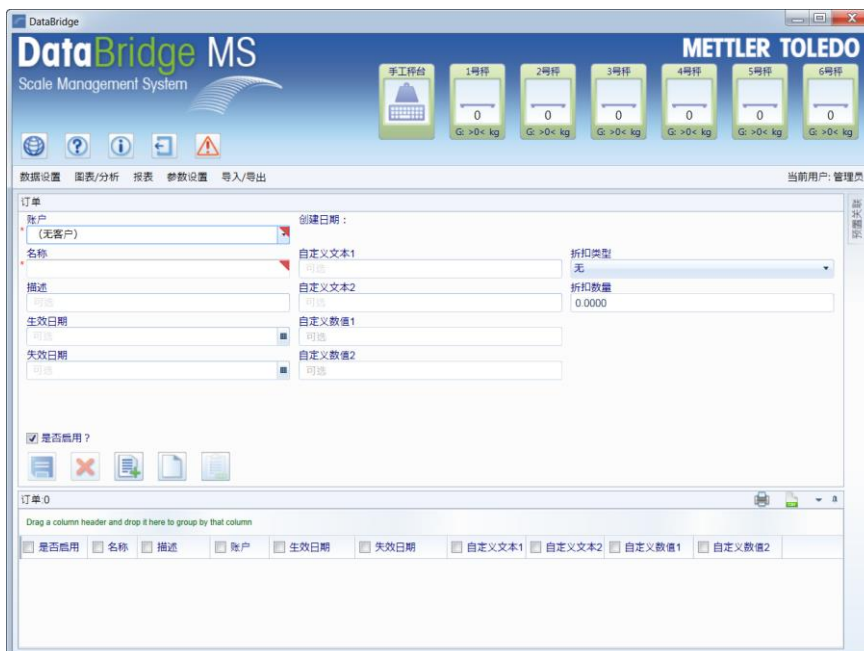 DataBridge
DataBridge MS
METTLER TOLEDO
Scale Management System
手工秤台
1号秤
2号秤
3号秤
4号秤
5号秤
6号秤
0
0
0
0
0
0
G: >0< kg
G: >0< kg
G: >0< kg
G: >0< kg
G: >0< kg
G: >0< kg
数据设置 图表/分析 报表 参数设置 导入/导出
当前用户: 管理员
订单
预置关联
账户
创建日期：
* (无客户)
名称
自定义文本1
折扣类型
*
可选
无
描述
自定义文本2
折扣数量
可选
可选
0.0000
生效日期
自定义数值1
可选
可选
失效日期
自定义数值2
可选
可选
是否启用？
订单:0
Drag a column header and drop it here to group by that column
是否启用 名称 描述 账户 生效日期 失效日期 自定义文本1 自定义文本2 自定义数值1 自定义数值2